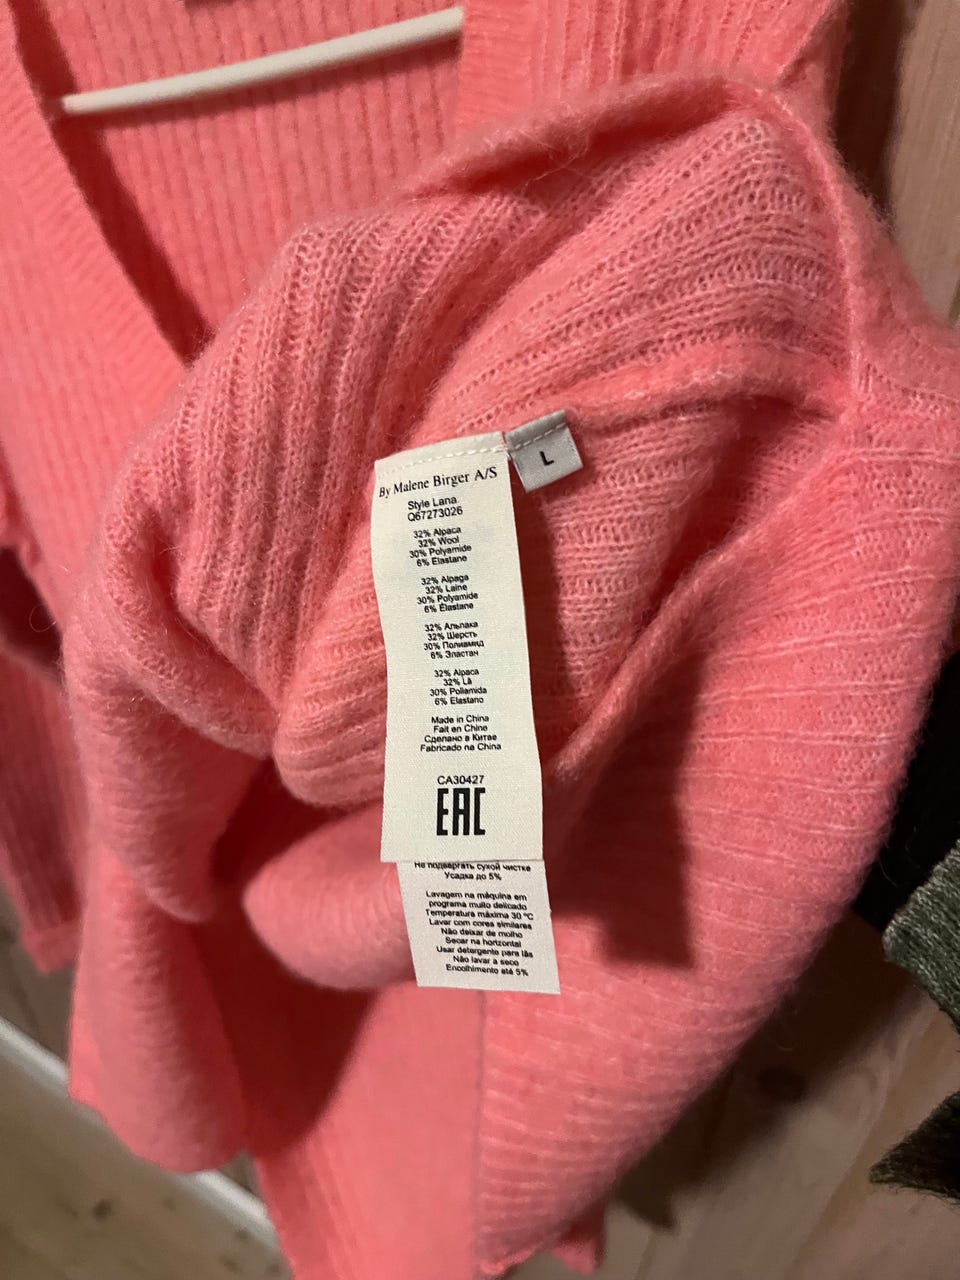 L
By Malene Birger A/S
Style Lana.
Q67273026
32% Alpaca
32% Wool
30% Polyamide
6% Elastane
32% Alpaga
32% Laine
30% Polyamide
6% Élastane
32% Альпака
32% Шерсть
30% Полиамид
6% Эластан
32% Alpaca
32% Lã
30% Poliamida
6% Elastano
Made in China
Fait en Chine
Сделано в Китае
Fabricado na China
CA30427
EAC
Не подвергать сухой чистке
Усадка до 5%
Lavagem na máquina em
programa muito delicado
Temperatura máxima 30 °C
Lavar com cores similares
Não deixar de molho
Secar na horizontal
Usar detergente para lãs
Não lavar a seco
Encolhimento até 5%